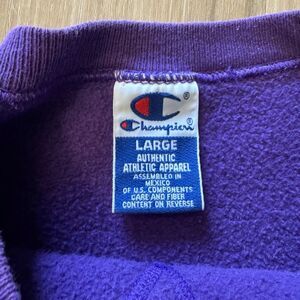 Champion®
LARGE
AUTHENTIC
ATHLETIC APPAREL
ASSEMBLED IN
MEXICO
OF U.S. COMPONENTS
CARE AND FIBER
CONTENT ON REVERSE